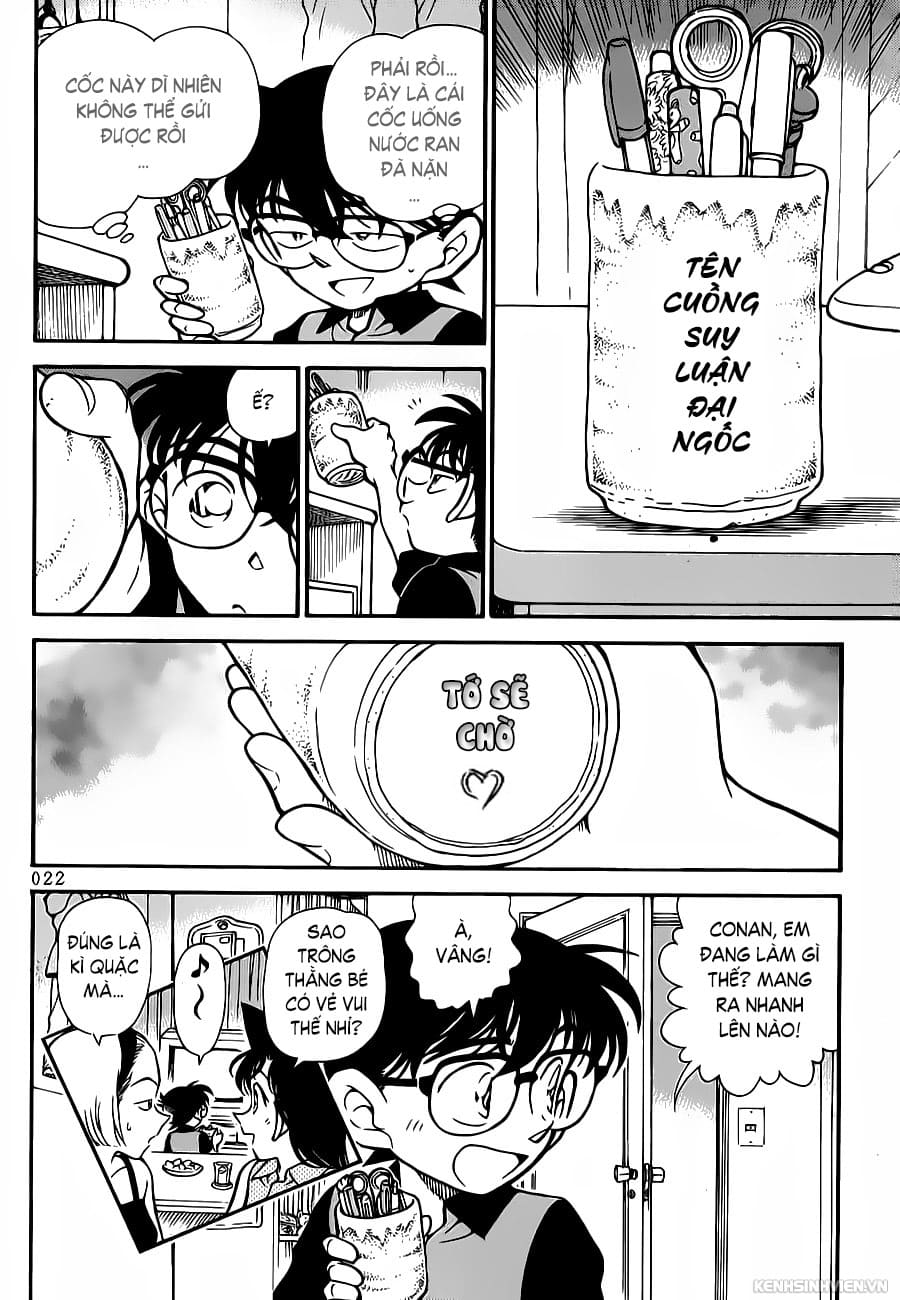 TÊN
CUỒNG
SUY
LUẬN
ĐẠI
NGỐC
PHẢI RỒI...
ĐÂY LÀ CÁI
CỐC UỐNG
NƯỚC RAN
ĐÃ NẶN
...
CỐC NÀY DĨ NHIÊN
KHÔNG THỂ GỬI
ĐƯỢC RỒI
...
Ế?
TỚ SẼ
CHỜ
022
CONAN, EM
ĐANG LÀM GÌ
THẾ? MANG
RA NHANH
LÊN NÀO!
À,
VÂNG!
SAO
TRÔNG
THẰNG BÉ
CÓ VẺ VUI
THẾ NHỈ?
ĐÚNG LÀ
KÌ QUẶC
MÀ...
KENHSINHVIEN.VN